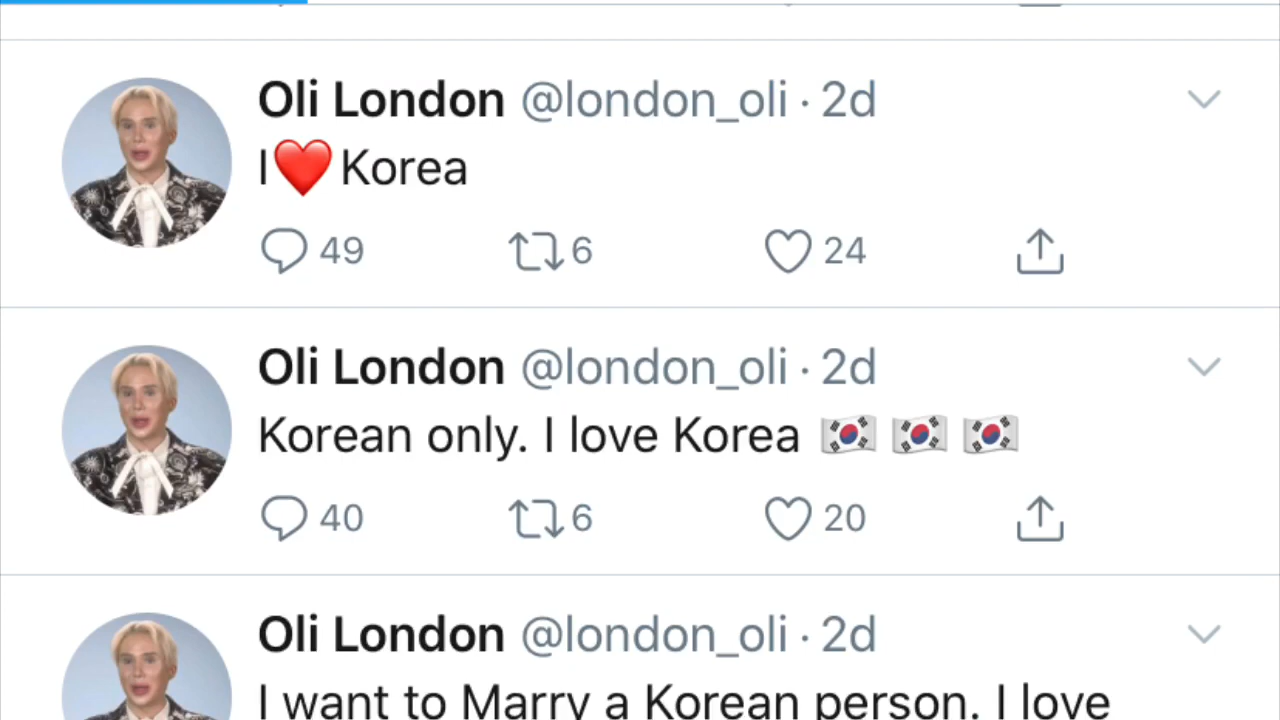 Oli London @london_oli · 2d
I❤️Korea
49 6 24
Oli London @london_oli · 2d
Korean only. I love Korea 🇰🇷 🇰🇷 🇰🇷
40 6 20
Oli London @london_oli · 2d
I want to Marry a Korean person. I love